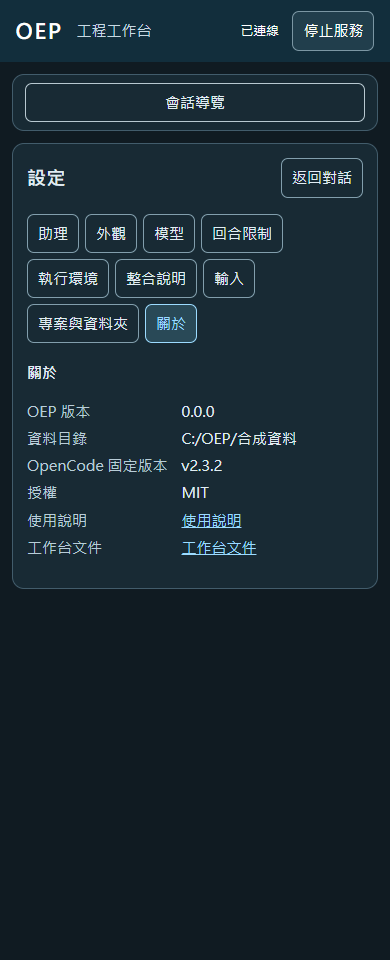 OEP 工程工作台 已連線 停止服務
會話導覽
設定 返回對話
助理 外觀 模型 回合限制
執行環境 整合說明 輸入
專案與資料夾 關於
關於
OEP 版本 0.0.0
資料目錄 C:/OEP/合成資料
OpenCode 固定版本 v2.3.2
授權 MIT
使用說明 使用說明
工作台文件 工作台文件